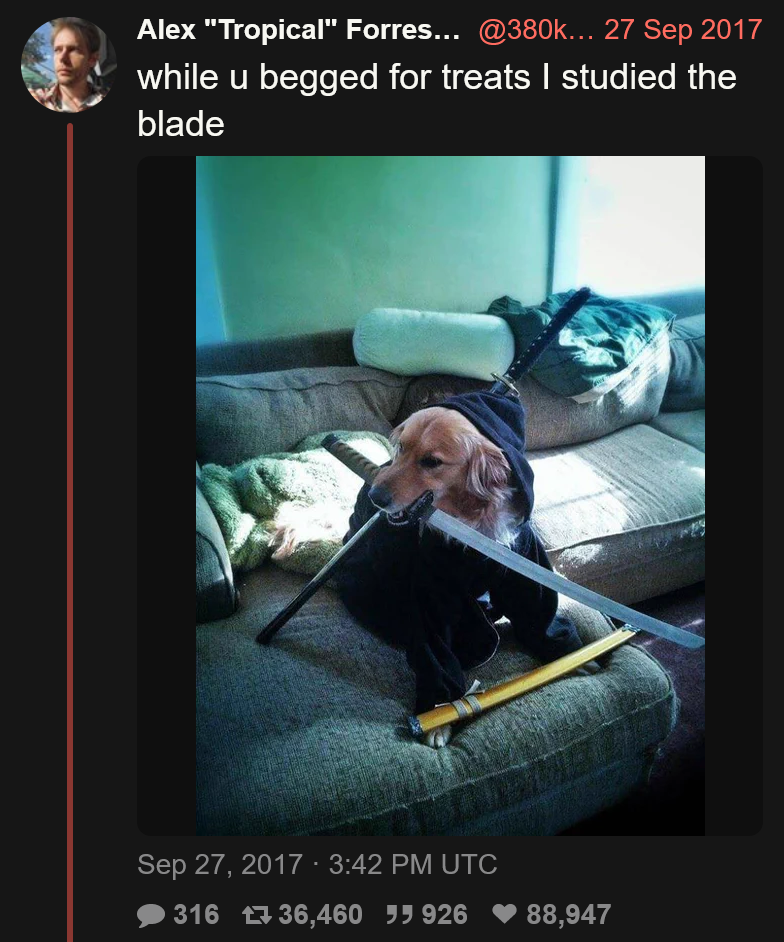 Alex "Tropical" Forres... @380k... 27 Sep 2017
while u begged for treats I studied the
blade
Sep 27, 2017 · 3:42 PM UTC
316 36,460 926 88,947